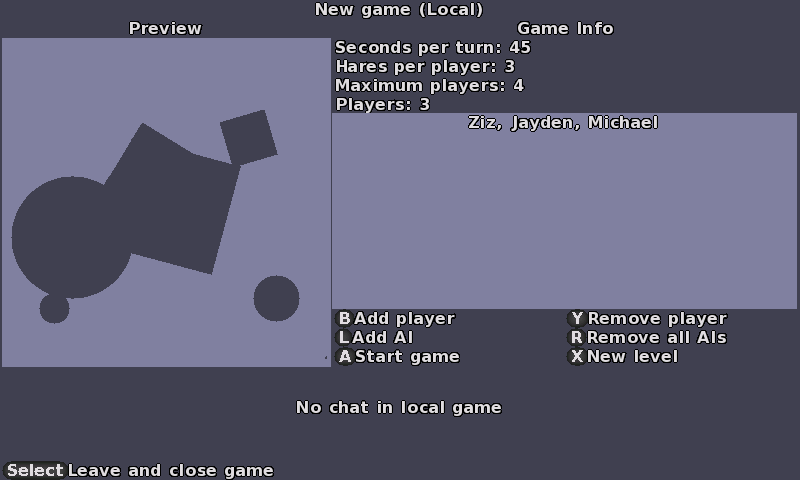 New game (Local)
Preview
Game Info
Seconds per turn: 45
Hares per player: 3
Maximum players: 4
Players: 3
Ziz, Jayden, Michael
B Add player
Y Remove player
L Add AI
R Remove all AIs
A Start game
X New level
No chat in local game
Select Leave and close game